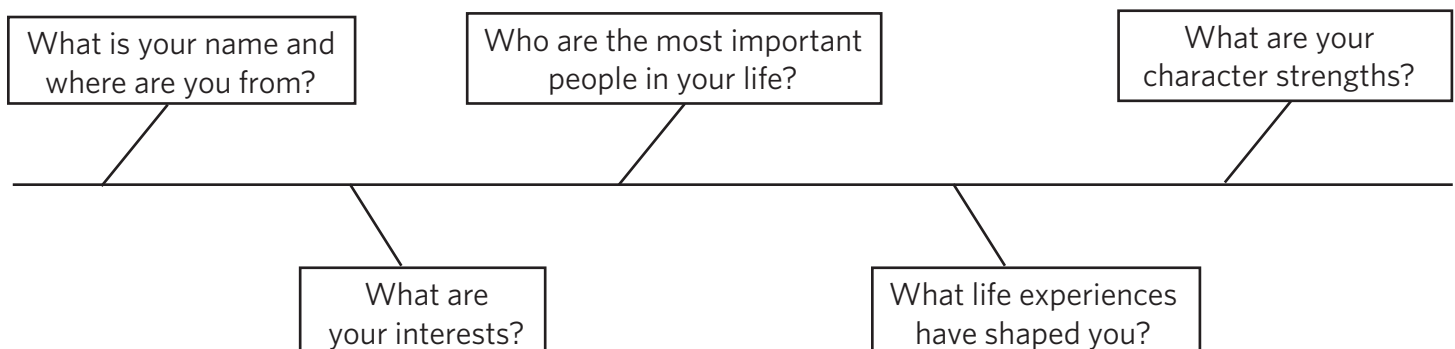 What is your name and
where are you from?
Who are the most important
people in your life?
What are your
character strengths?
What are
your interests?
What life experiences
have shaped you?